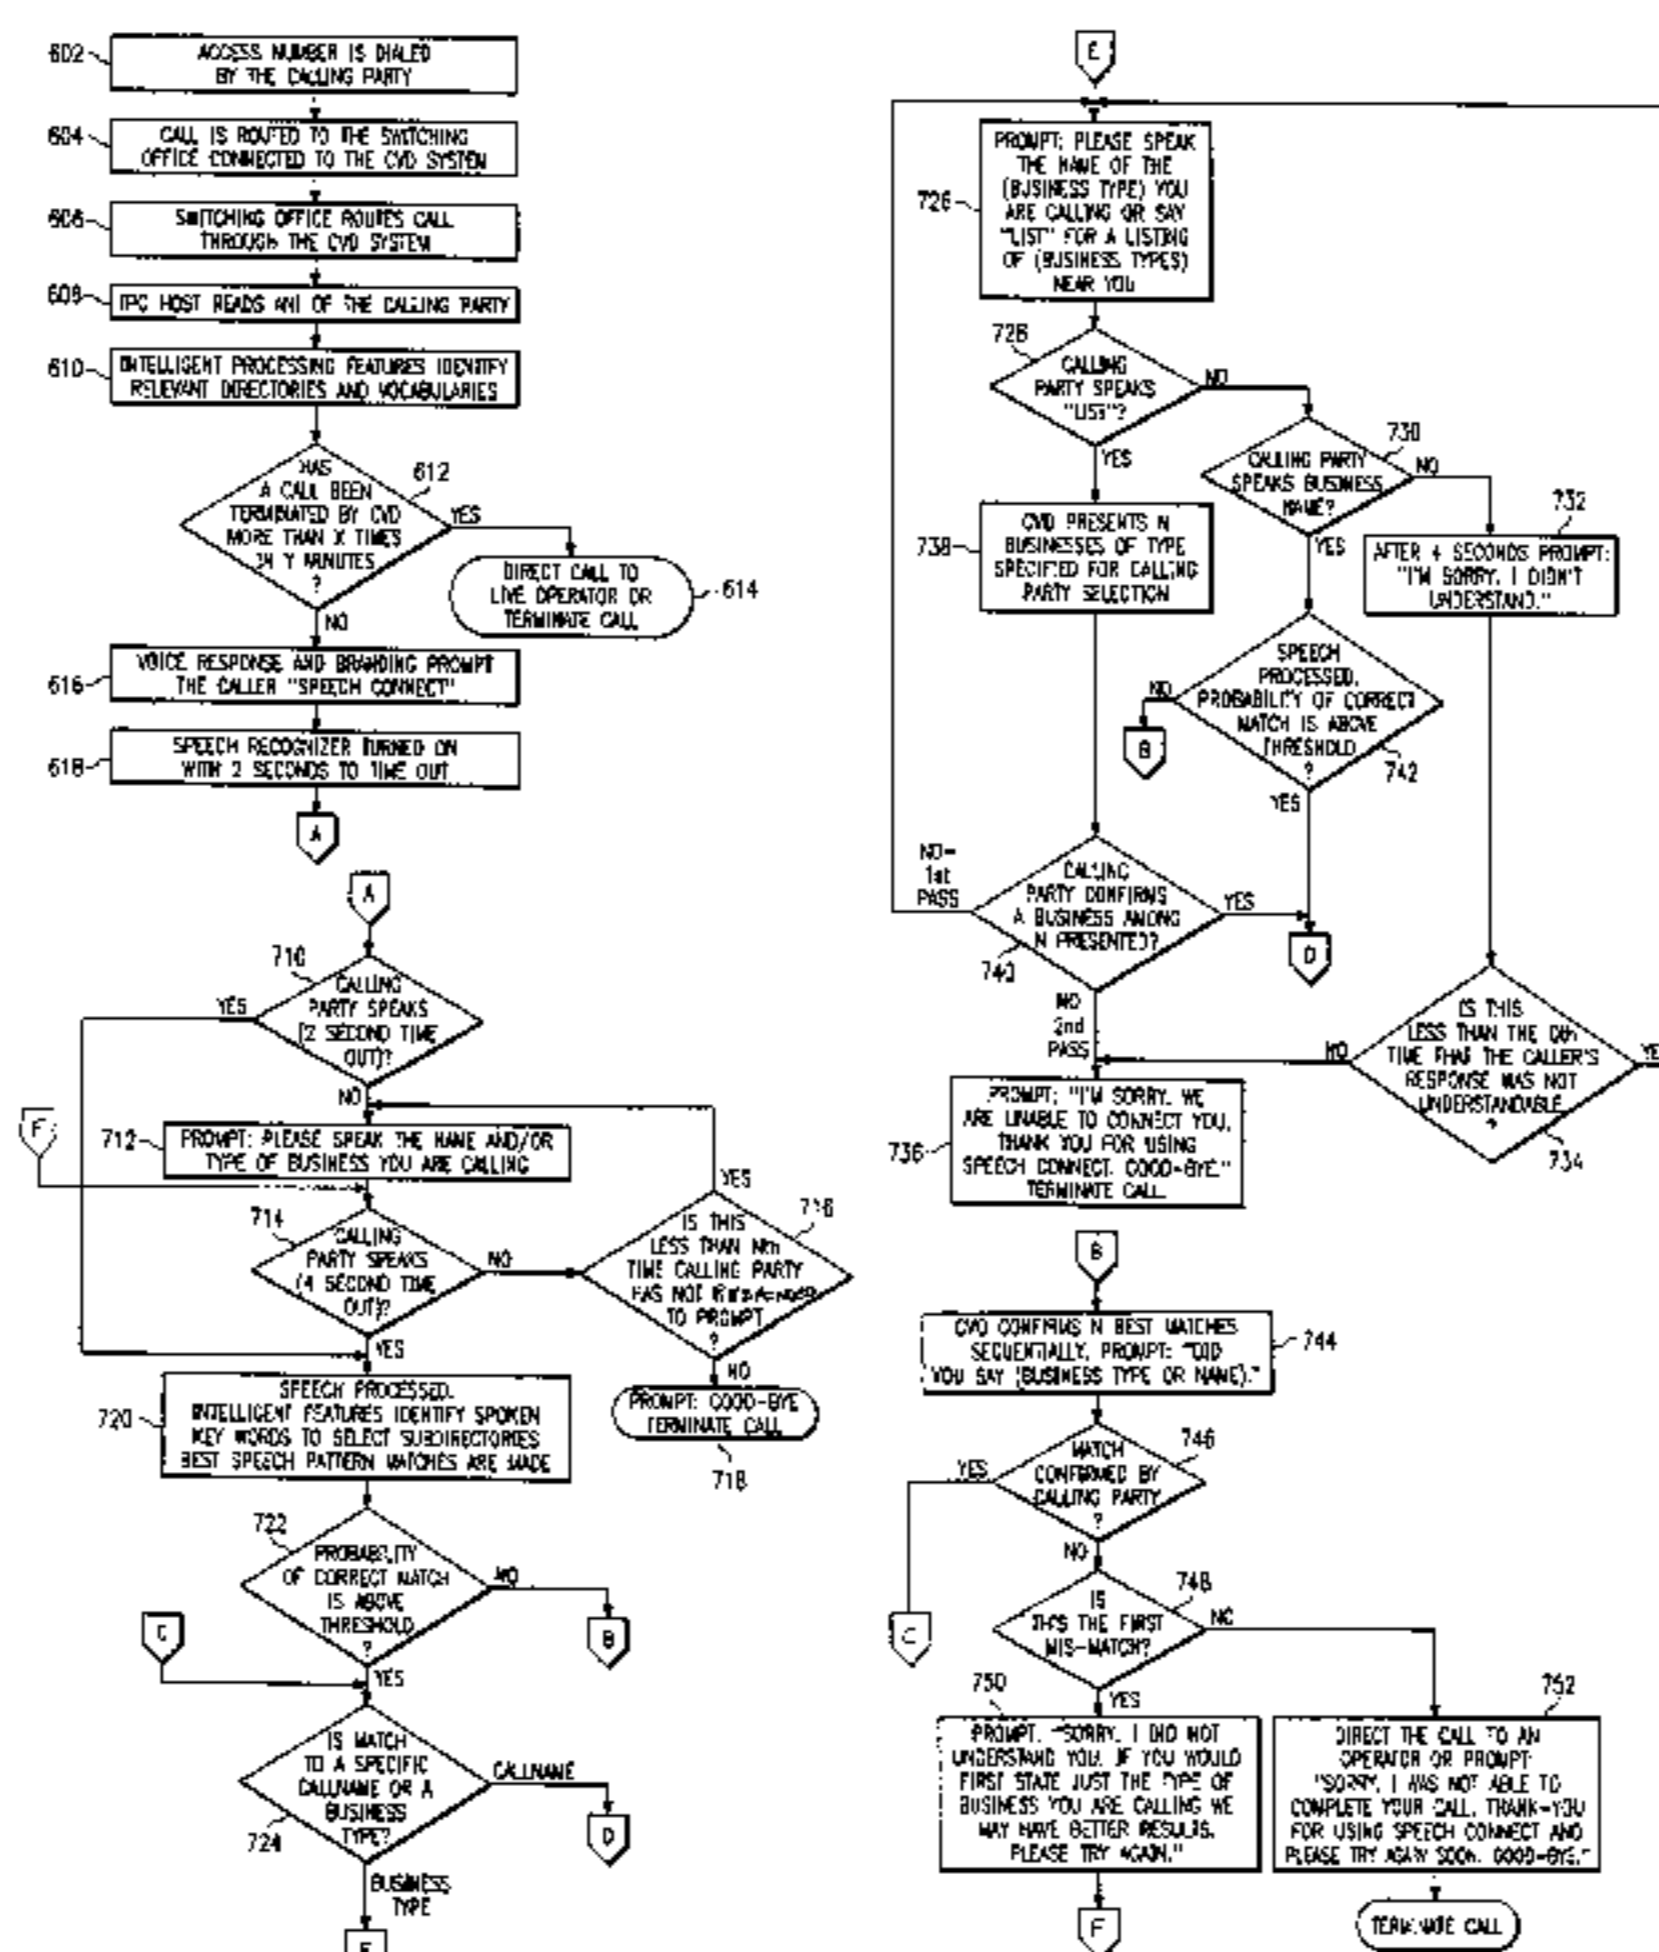 602
ACCESS NUMBER IS DIALED
BY THE CALLING PARTY
604
CALL IS ROUTED TO THE SWITCHING
OFFICE CONNECTED TO THE CVD SYSTEM
606
SWITCHING OFFICE ROUTES CALL
THROUGH THE CVD SYSTEM
608
TPC HOST READS ANI OF THE CALLING PARTY
610
INTELLIGENT PROCESSING FEATURES IDENTIFY
RELEVANT DIRECTORIES AND VOCABULARIES
HAS
A CALL BEEN
TERMINATED BY CVD
MORE THAN X TIMES
IN Y MINUTES
?
612
YES
DIRECT CALL TO
LIVE OPERATOR OR
TERMINATE CALL
614
NO
616
VOICE RESPONSE AND BRANDING PROMPT
THE CALLER "SPEECH CONNECT"
618
SPEECH RECOGNIZER TURNED ON
WITH 2 SECONDS TO TIME OUT
A
A
710
CALLING
PARTY SPEAKS
(2 SECOND TIME
OUT)?
YES
NO
F
712
PROMPT: PLEASE SPEAK THE NAME AND/OR
TYPE OF BUSINESS YOU ARE CALLING
714
CALLING
PARTY SPEAKS
(4 SECOND TIME
OUT)?
NO
YES
YES
716
IS THIS
LESS THAN Nth
TIME CALLING PARTY
HAS NOT
TO PROMPT
?
NO
PROMPT: GOOD-BYE
TERMINATE CALL
718
720
SPEECH PROCESSED.
INTELLIGENT FEATURES IDENTIFY SPOKEN
KEY WORDS TO SELECT SUBDIRECTORIES
BEST SPEECH PATTERN MATCHES ARE MADE
722
PROBABILITY
OF CORRECT MATCH
IS ABOVE
THRESHOLD
?
NO
B
C
YES
IS MATCH
TO A SPECIFIC
CALLNAME OR A
BUSINESS
TYPE?
724
CALLNAME
D
BUSINESS
TYPE
E
E
726
PROMPT: PLEASE SPEAK
THE NAME OF THE
(BUSINESS TYPE) YOU
ARE CALLING OR SAY
"LIST" FOR A LISTING
OF (BUSINESS TYPES)
NEAR YOU
728
CALLING
PARTY SPEAKS
"LIST"?
NO
YES
730
CALLING PARTY
SPEAKS BUSINESS
NAME?
NO
YES
732
AFTER 4 SECONDS PROMPT:
"I'M SORRY, I DIDN'T
UNDERSTAND."
738
CVD PRESENTS N
BUSINESSES OF TYPE
SPECIFIED FOR CALLING
PARTY SELECTION
SPEECH
PROCESSED.
PROBABILITY OF CORRECT
MATCH IS ABOVE
THRESHOLD
?
NO
B
742
YES
NO-
1st
PASS
CALLING
PARTY CONFIRMS
A BUSINESS AMONG
N PRESENTED?
740
YES
D
NO
2nd
PASS
IS THIS
LESS THAN THE
TIME THAT THE CALLER'S
RESPONSE WAS NOT
UNDERSTANDABLE
?
NO
734
736
PROMPT: "I'M SORRY. WE
ARE UNABLE TO CONNECT YOU.
THANK YOU FOR USING
SPEECH CONNECT. GOOD-BYE."
TERMINATE CALL
B
CVD CONFIRMS N BEST MATCHES
SEQUENTIALLY. PROMPT: "DID
YOU SAY (BUSINESS TYPE OR NAME)."
744
MATCH
CONFIRMED BY
CALLING PARTY
?
746
YES
C
NO
IS
THIS THE FIRST
MIS-MATCH?
748
NO
YES
750
PROMPT: "SORRY, I DID NOT
UNDERSTAND YOU. IF YOU WOULD
FIRST STATE JUST THE TYPE OF
BUSINESS YOU ARE CALLING WE
MAY HAVE BETTER RESULTS.
PLEASE TRY AGAIN."
F
752
DIRECT THE CALL TO AN
OPERATOR OR PROMPT
"SORRY, I WAS NOT ABLE TO
COMPLETE YOUR CALL. THANK-YOU
FOR USING SPEECH CONNECT AND
PLEASE TRY AGAIN SOON. GOOD-BYE."
TERMINATE CALL